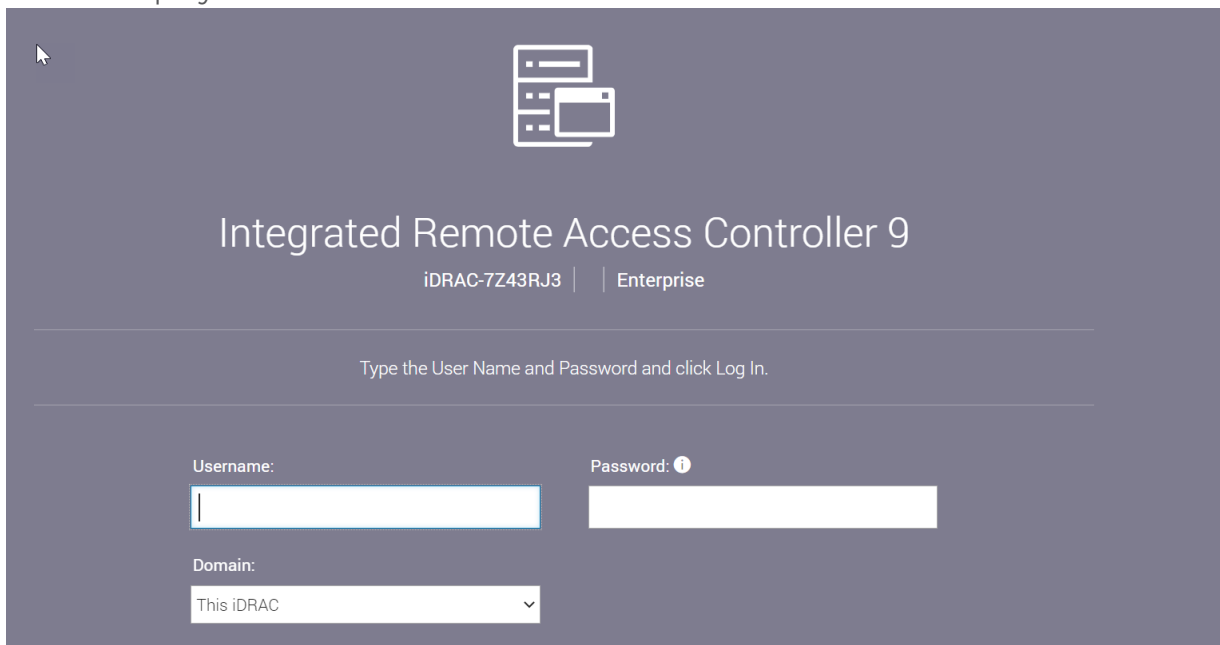 Integrated Remote Access Controller 9
iDRAC-7Z43RJ3 | | Enterprise
Type the User Name and Password and click Log In.
Username:
Password:
Domain:
This iDRAC